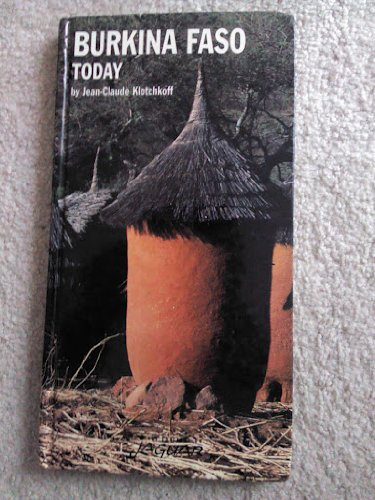 BURKINA FASO
TODAY
by Jean-Claude Klotchkoff
JAGUAR